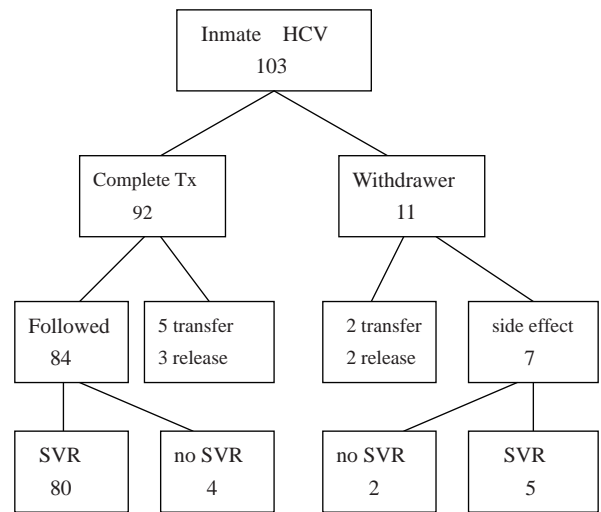 Inmate HCV
103
Complete Tx
92
Withdrawer
11
Followed
84
5 transfer
3 release
2 transfer
2 release
side effect
7
SVR
80
no SVR
4
no SVR
2
SVR
5